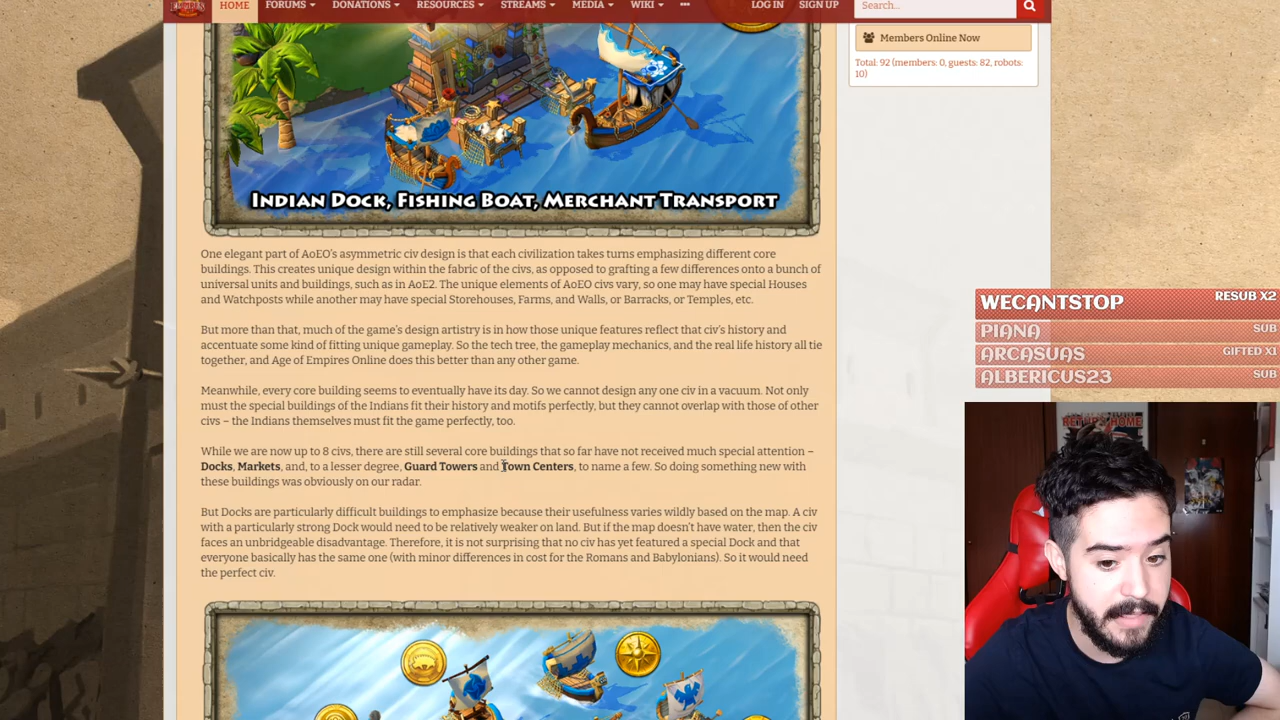 HOME
FORUMS
DONATIONS
RESOURCES
STREAMS
MEDIA
WIKI
•••
LOG IN
SIGN UP
Search...
Members Online Now
Total: 92 (members: 0, guests: 82, robots:
10)
INDIAN DOCK, FISHING BOAT, MERCHANT TRANSPORT
One elegant part of AoEO's asymmetric civ design is that each civilization takes turns emphasizing different core
buildings. This creates unique design within the fabric of the civs, as opposed to grafting a few differences onto a bunch of
universal units and buildings, such as in AoE2. The unique elements of AoEO civs vary, so one may have special Houses
and Watchposts while another may have special Storehouses, Farms, and Walls, or Barracks, or Temples, etc.
But more than that, much of the game's design artistry is in how those unique features reflect that civ's history and
accentuate some kind of fitting unique gameplay. So the tech tree, the gameplay mechanics, and the real life history all tie
together, and Age of Empires Online does this better than any other game.
Meanwhile, every core building seems to eventually have its day. So we cannot design any one civ in a vacuum. Not only
must the special buildings of the Indians fit their history and motifs perfectly, but they cannot overlap with those of other
civs – the Indians themselves must fit the game perfectly, too.
While we are now up to 8 civs, there are still several core buildings that so far have not received much special attention –
Docks, Markets, and, to a lesser degree, Guard Towers and Town Centers, to name a few. So doing something new with
these buildings was obviously on our radar.
But Docks are particularly difficult buildings to emphasize because their usefulness varies wildly based on the map. A civ
with a particularly strong Dock would need to be relatively weaker on land. But if the map doesn't have water, then the civ
faces an unbridgeable disadvantage. Therefore, it is not surprising that no civ has yet featured a special Dock and that
everyone basically has the same one (with minor differences in cost for the Romans and Babylonians). So it would need
the perfect civ.
WECANTSTOP RESUB X2
PIANA SUB
ARCASUAS GIFTED X1
ALBERICUS23 SUB